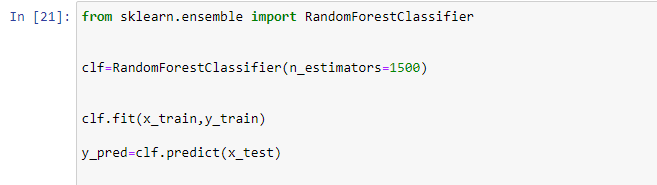 In [21]: from sklearn.ensemble import RandomForestClassifier
clf=RandomForestClassifier(n_estimators=1500)
clf.fit(x_train,y_train)
y_pred=clf.predict(x_test)